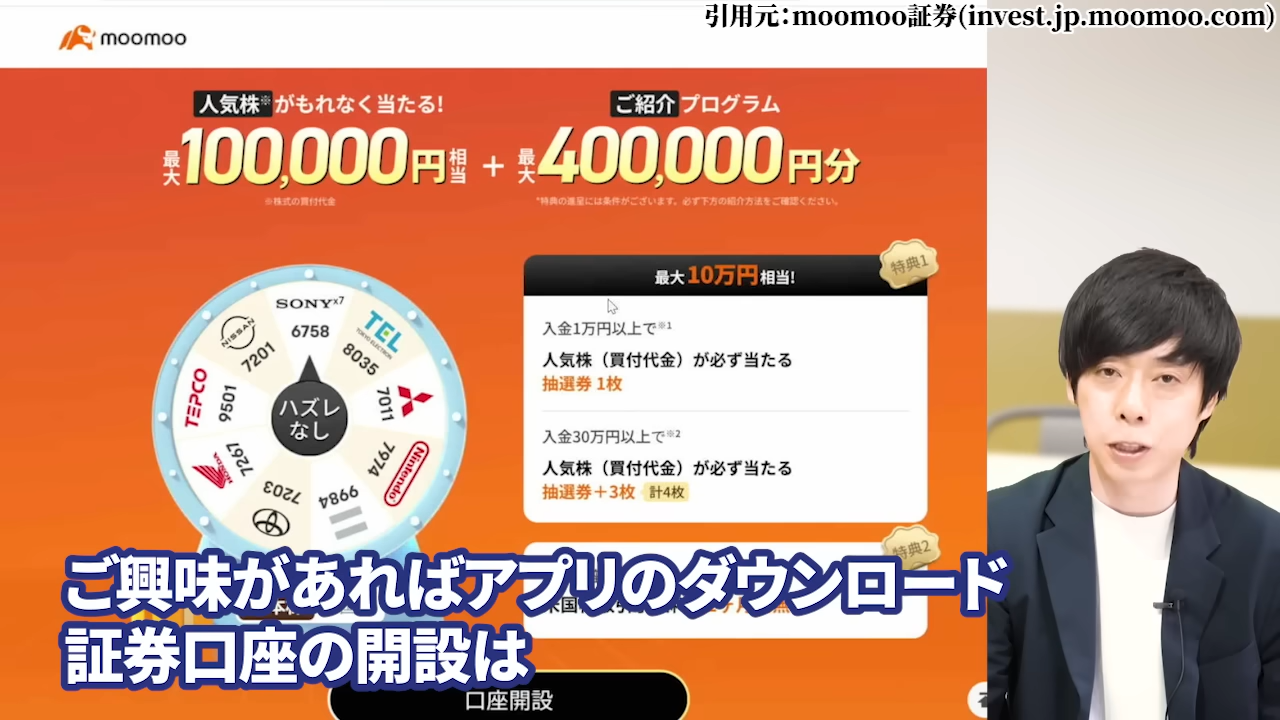 引用元:moomoo証券(invest.jp.moomoo.com)
moomoo
人気株※がもれなく当たる!
最大100,000円相当
※株式の買付代金
+
ご紹介プログラム
最大400,000円分
*特典の進呈には条件がございます。必ず下方の紹介方法をご確認ください。
SONY x7
6758
TEL
TOKYO ELECTRON
8035
7011
Nintendo
7974
9984
7203
HONDA
7267
TEPCO
9501
NISSAN
7201
ハズレ
なし
特典1
最大10万円相当!
入金1万円以上で※1
人気株（買付代金）が必ず当たる
抽選券 1枚
入金30万円以上で※2
人気株（買付代金）が必ず当たる
抽選券＋3枚 計4枚
特典2
ご興味があればアプリのダウンロード
証券口座の開設は
口座開設